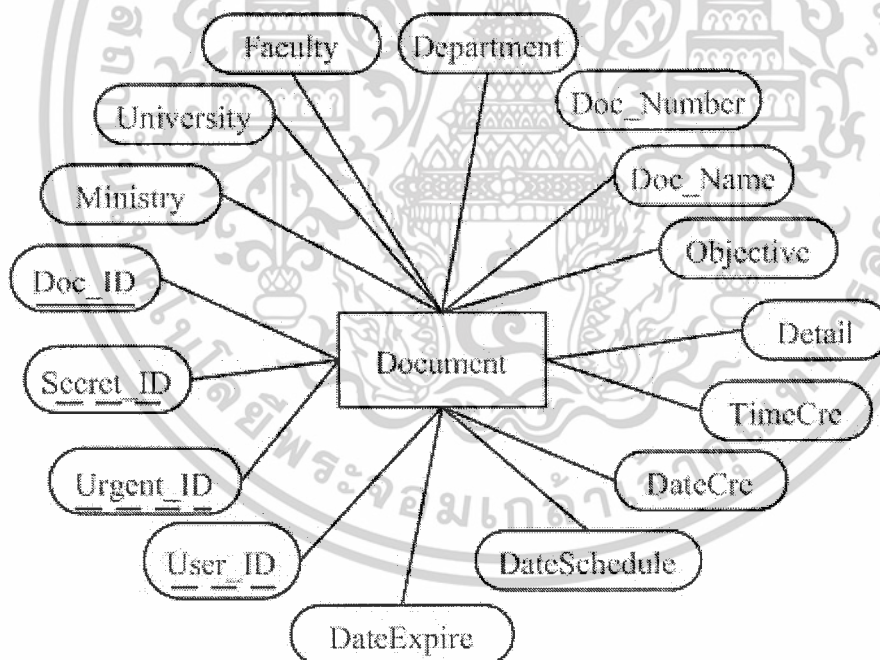 Faculty
Department
University
Doc_Number
Ministry
Doc_Name
Objective
Doc_ID
Document
Detail
Secret_ID
TimeCre
Urgent_ID
DateCre
User_ID
DateSchedule
DateExpire